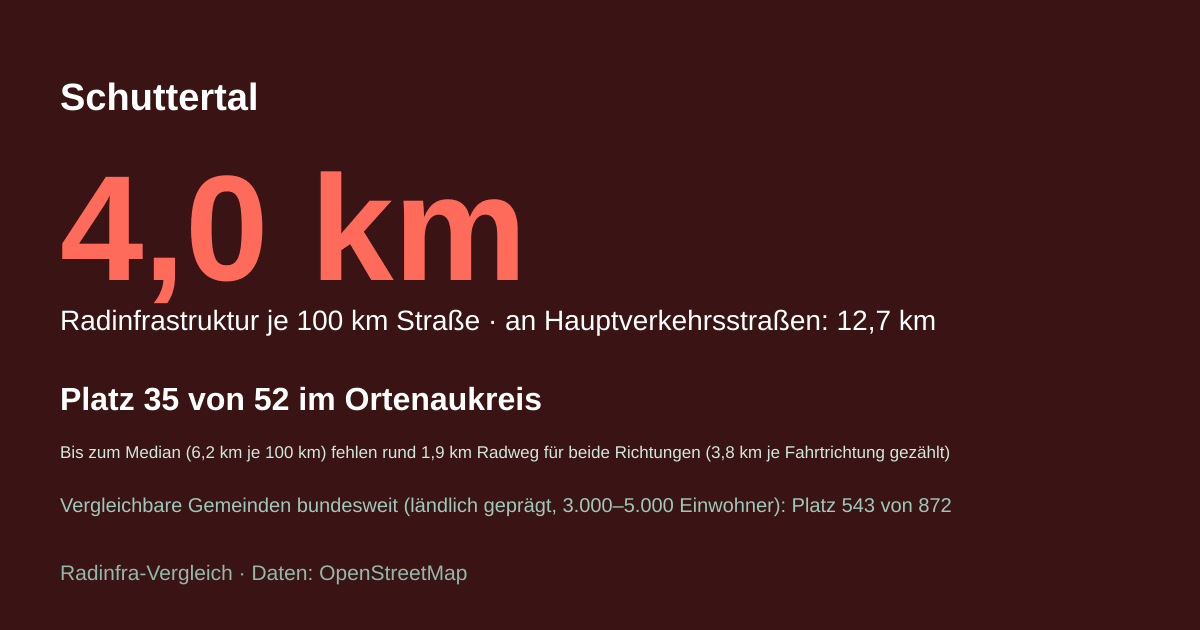 Schuttertal
4,0 km
Radinfrastruktur je 100 km Straße · an Hauptverkehrsstraßen: 12,7 km
Platz 35 von 52 im Ortenaukreis
Bis zum Median (6,2 km je 100 km) fehlen rund 1,9 km Radweg für beide Richtungen (3,8 km je Fahrtrichtung gezählt)
Vergleichbare Gemeinden bundesweit (ländlich geprägt, 3.000–5.000 Einwohner): Platz 543 von 872
Radinfra-Vergleich · Daten: OpenStreetMap